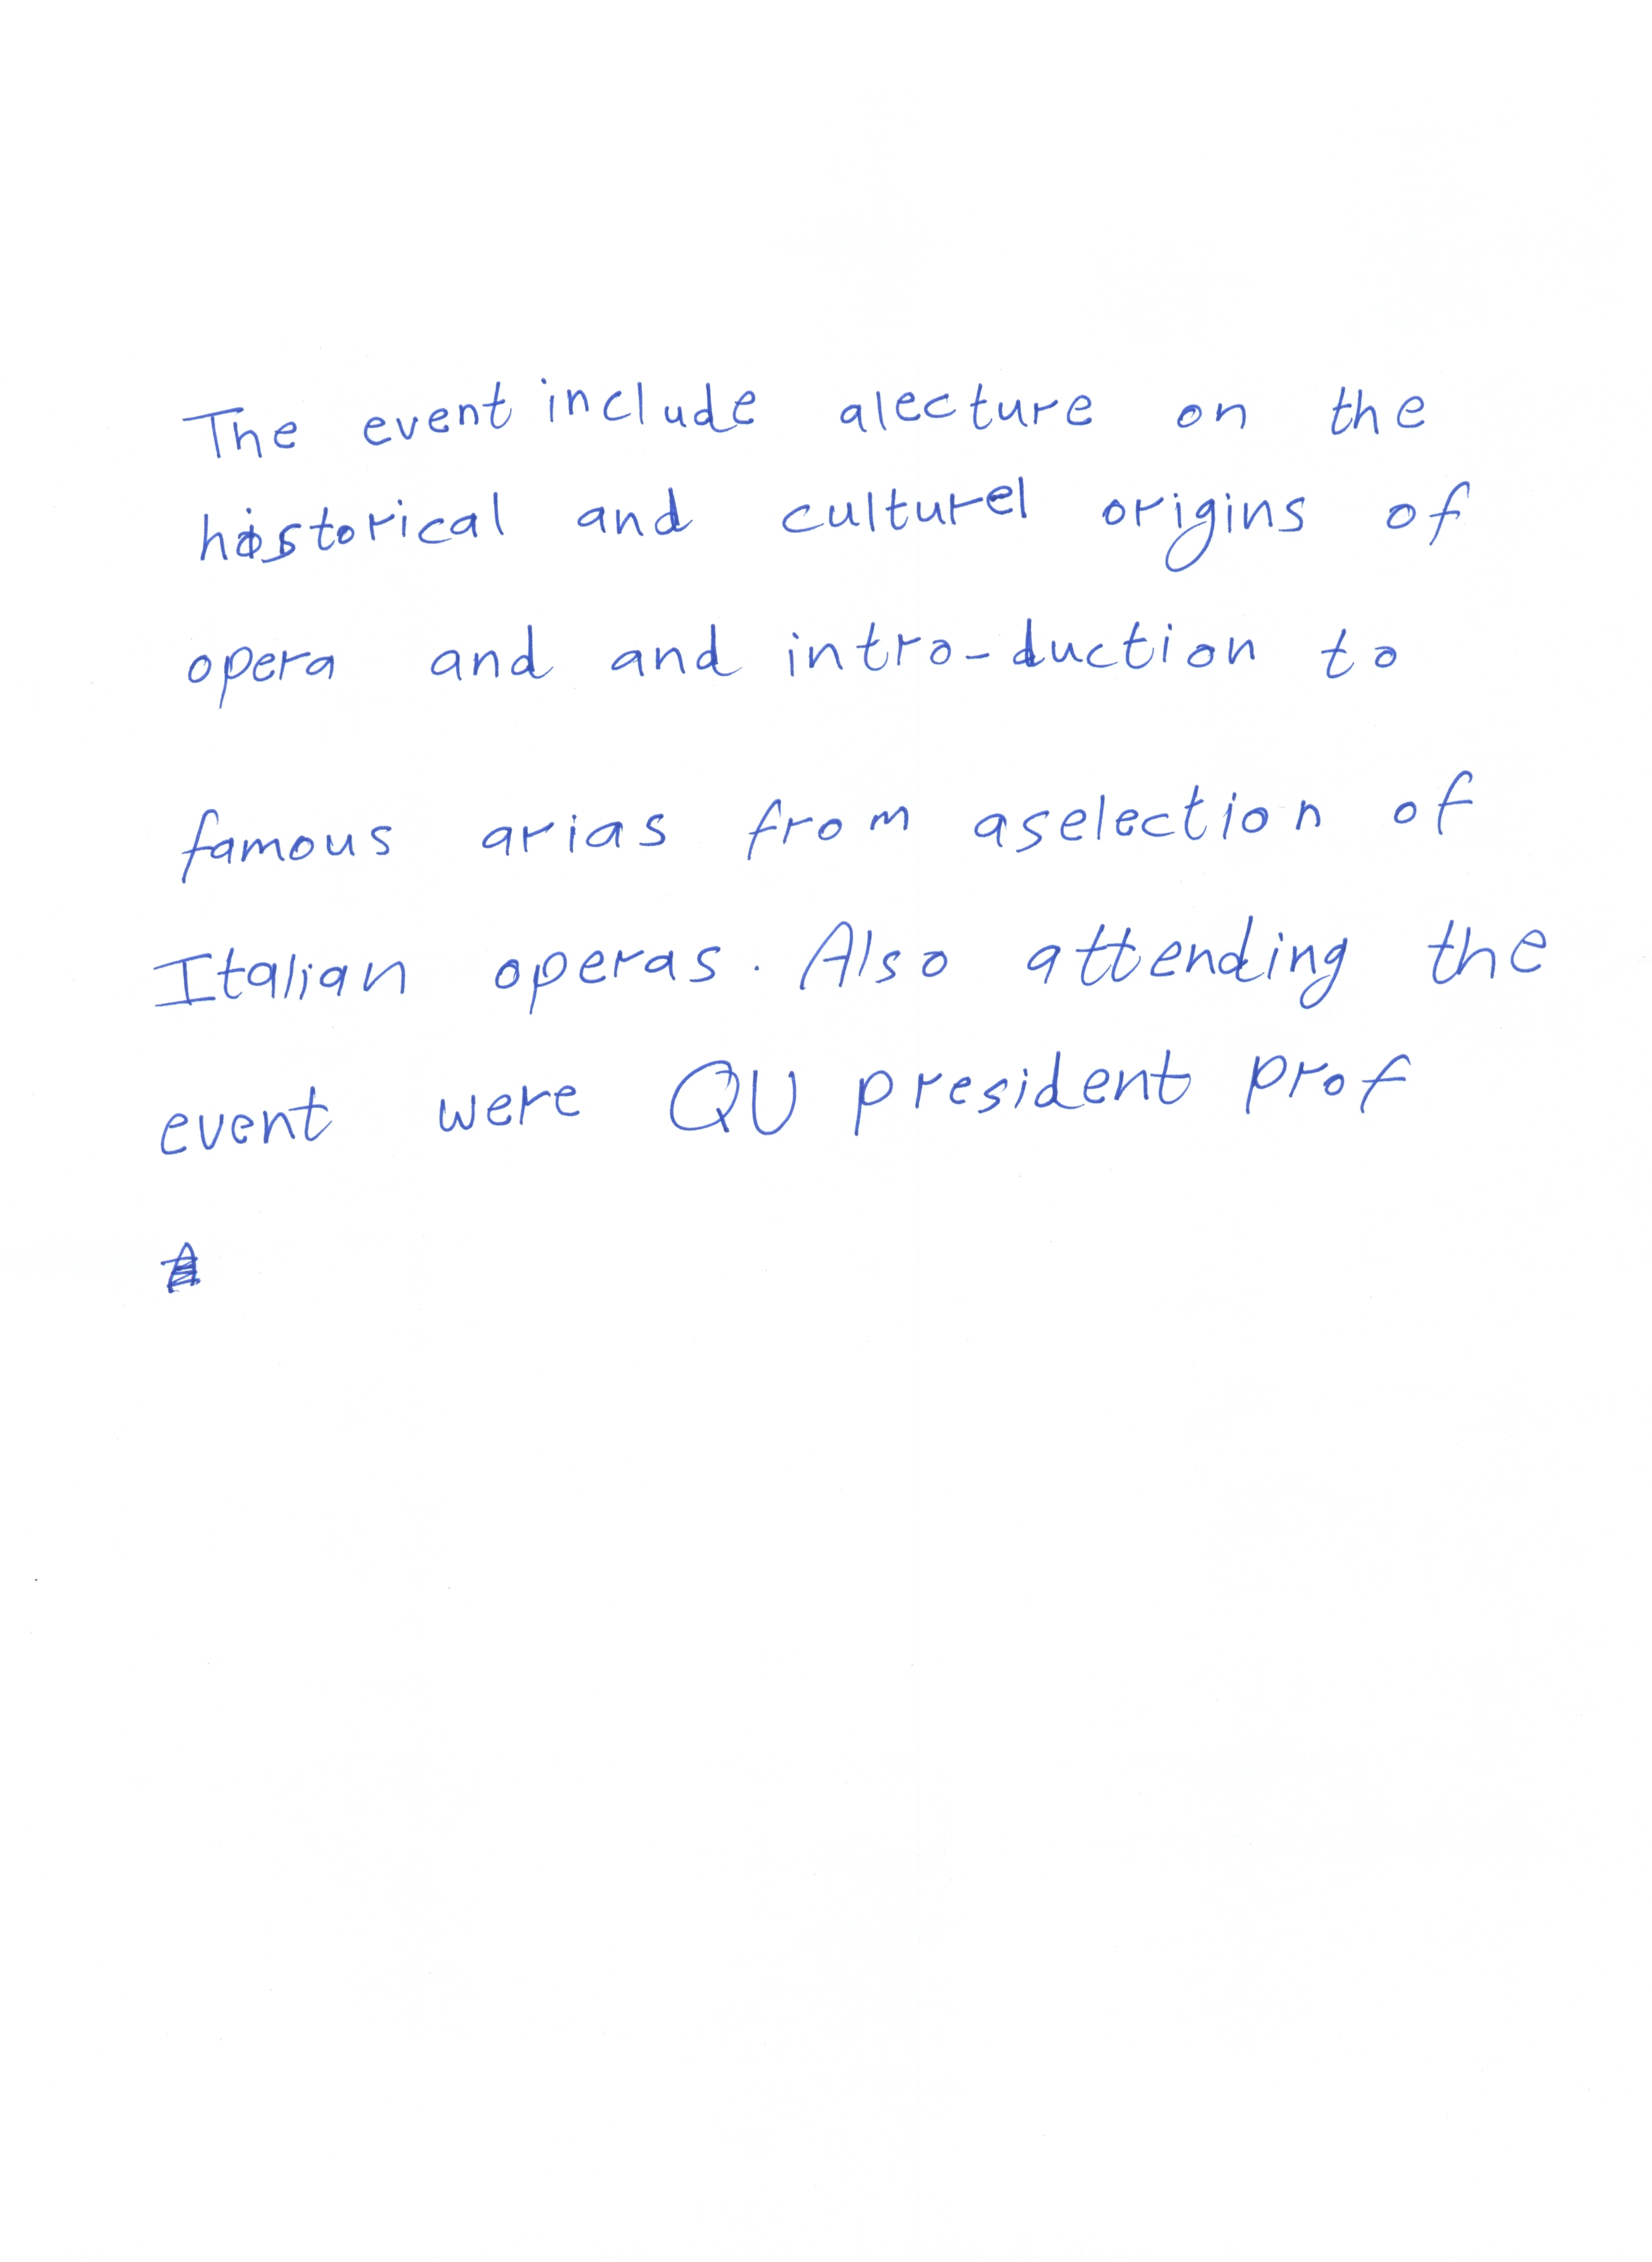 The event include alecture on the
historical and culturel origins of
opera and and intro-duction to
famous arias from aselection of
Italian operas. Also attending the
event were QU president prof